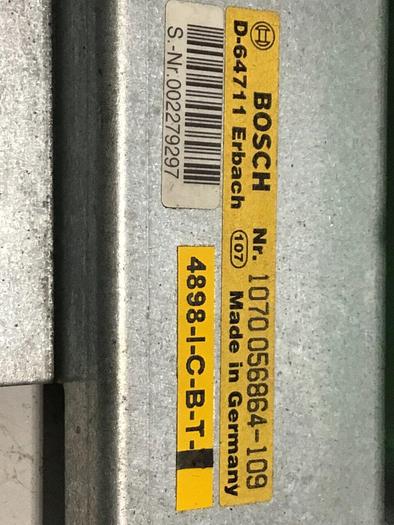 BOSCH Nr. 1070 056864-109
D-64711 Erbach 107 Made in Germany
S.-Nr.002279297
4898-I-C-B-T-